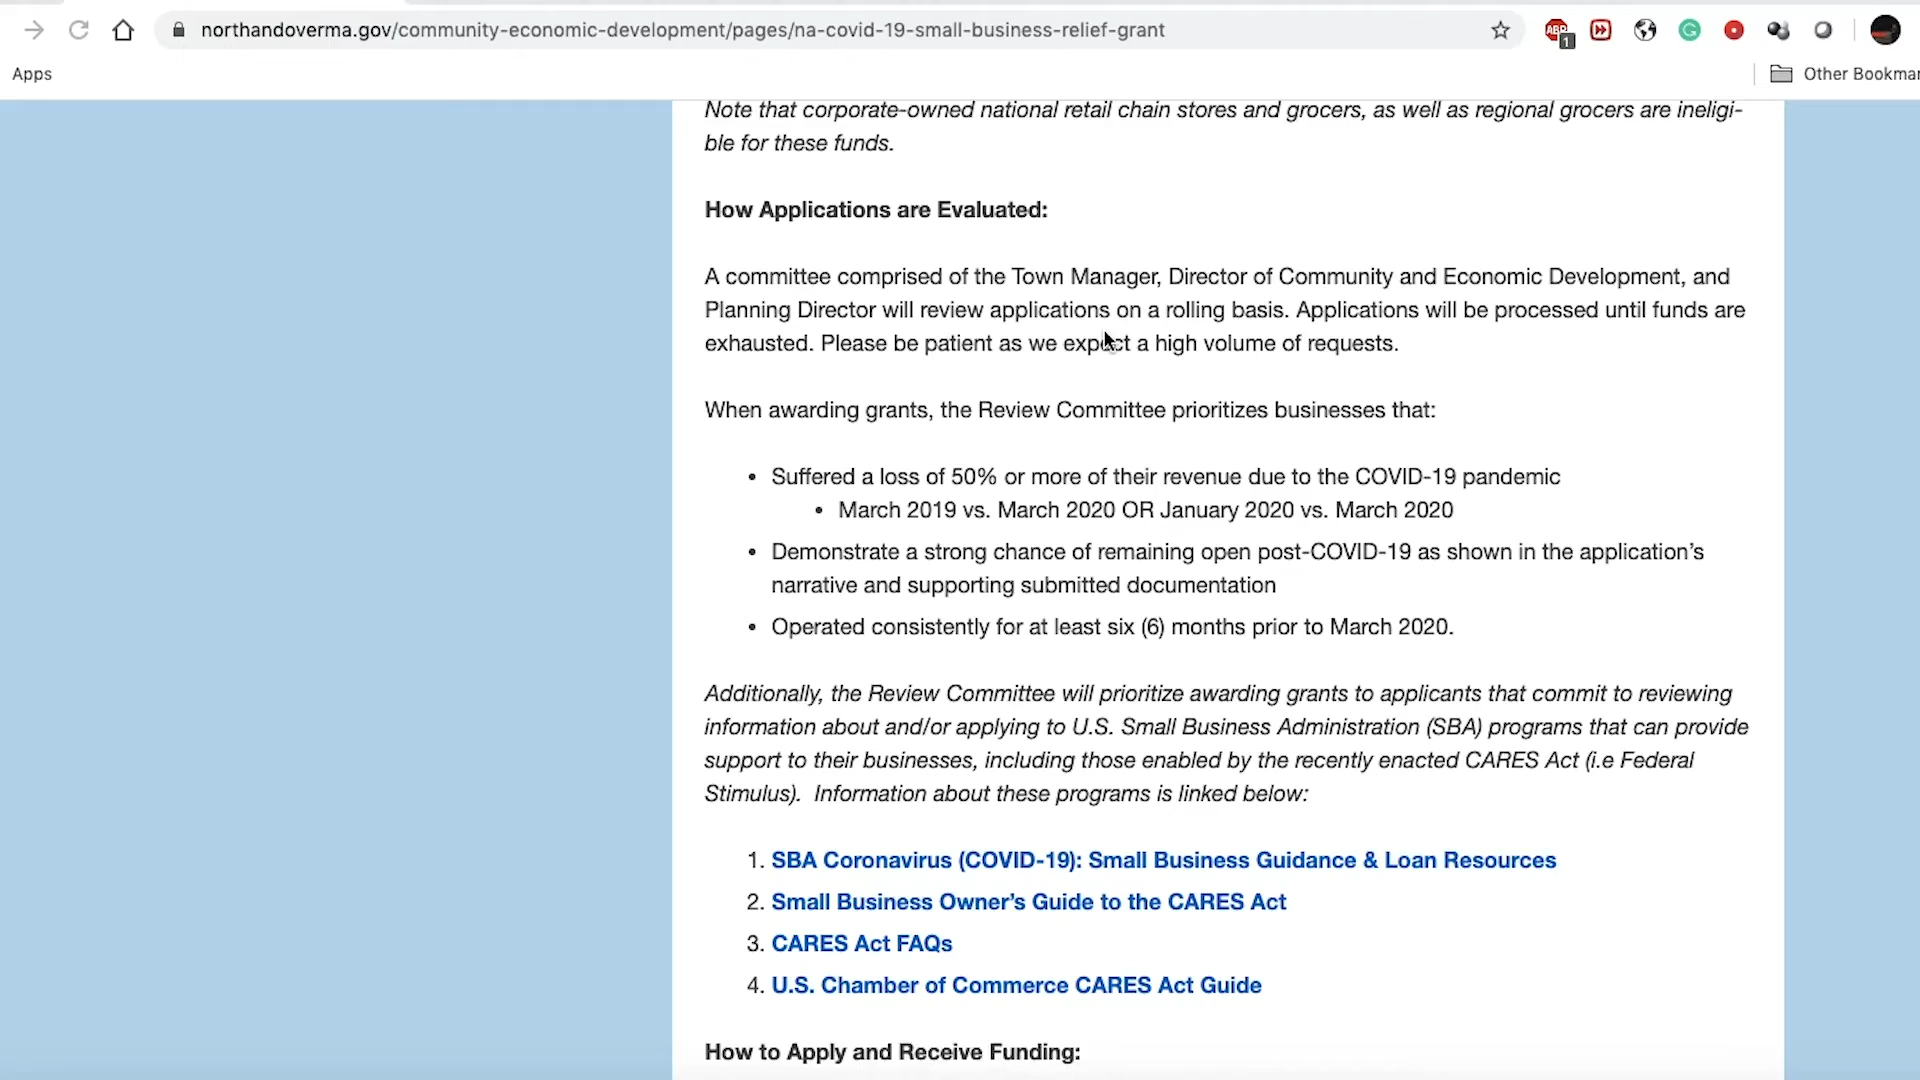 northandoverma.gov/community-economic-development/pages/na-covid-19-small-business-relief-grant
ABP
1
Apps
Other Bookmar
Note that corporate-owned national retail chain stores and grocers, as well as regional grocers are ineligi-
ble for these funds.
How Applications are Evaluated:
A committee comprised of the Town Manager, Director of Community and Economic Development, and
Planning Director will review applications on a rolling basis. Applications will be processed until funds are
exhausted. Please be patient as we expect a high volume of requests.
When awarding grants, the Review Committee prioritizes businesses that:
• Suffered a loss of 50% or more of their revenue due to the COVID-19 pandemic
• March 2019 vs. March 2020 OR January 2020 vs. March 2020
• Demonstrate a strong chance of remaining open post-COVID-19 as shown in the application’s
narrative and supporting submitted documentation
• Operated consistently for at least six (6) months prior to March 2020.
Additionally, the Review Committee will prioritize awarding grants to applicants that commit to reviewing
information about and/or applying to U.S. Small Business Administration (SBA) programs that can provide
support to their businesses, including those enabled by the recently enacted CARES Act (i.e Federal
Stimulus).  Information about these programs is linked below:
1. SBA Coronavirus (COVID-19): Small Business Guidance & Loan Resources
2. Small Business Owner’s Guide to the CARES Act
3. CARES Act FAQs
4. U.S. Chamber of Commerce CARES Act Guide
How to Apply and Receive Funding: